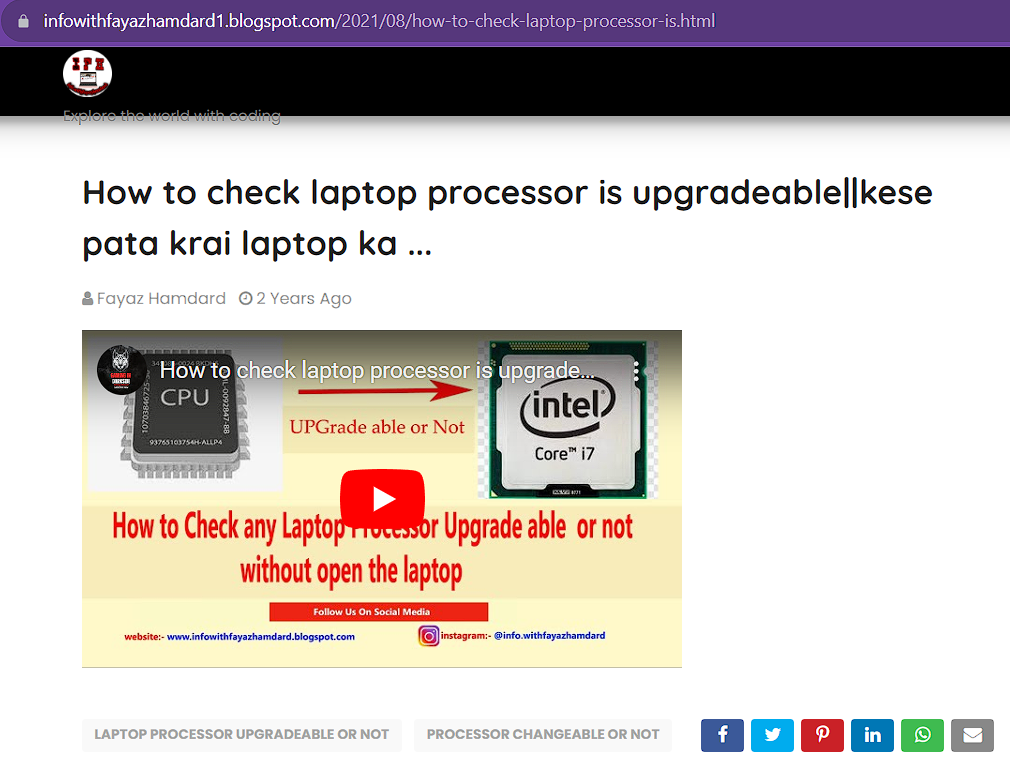 infowithfayazhamdard1.blogspot.com/2021/08/how-to-check-laptop-processor-is.html
Explore the world with coding
How to check laptop processor is upgradeable||kese
pata krai laptop ka ...
Fayaz Hamdard 2 Years Ago
How to check laptop processor is upgrade...
CPU
937651037S4H-ALLP4
UPGrade able or Not
intel
Core™ i7
How to Check any Laptop Processor Upgrade able or not
without open the laptop
Follow Us On Social Media
website:- www.infowithfayazhamdard.blogspot.com
instagram:- @info.withfayazhamdard
LAPTOP PROCESSOR UPGRADEABLE OR NOT
PROCESSOR CHANGEABLE OR NOT